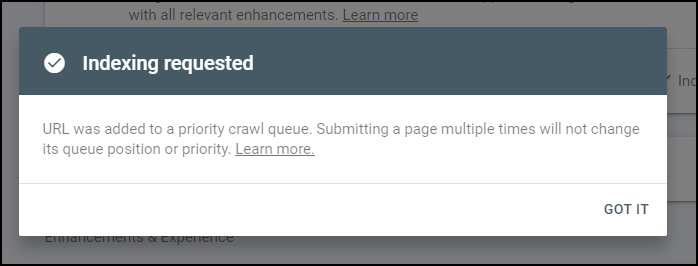 with all relevant enhancements. Learn more
Indexing requested
URL was added to a priority crawl queue. Submitting a page multiple times will not change
its queue position or priority. Learn more.
GOT IT
Enhancements & Experience